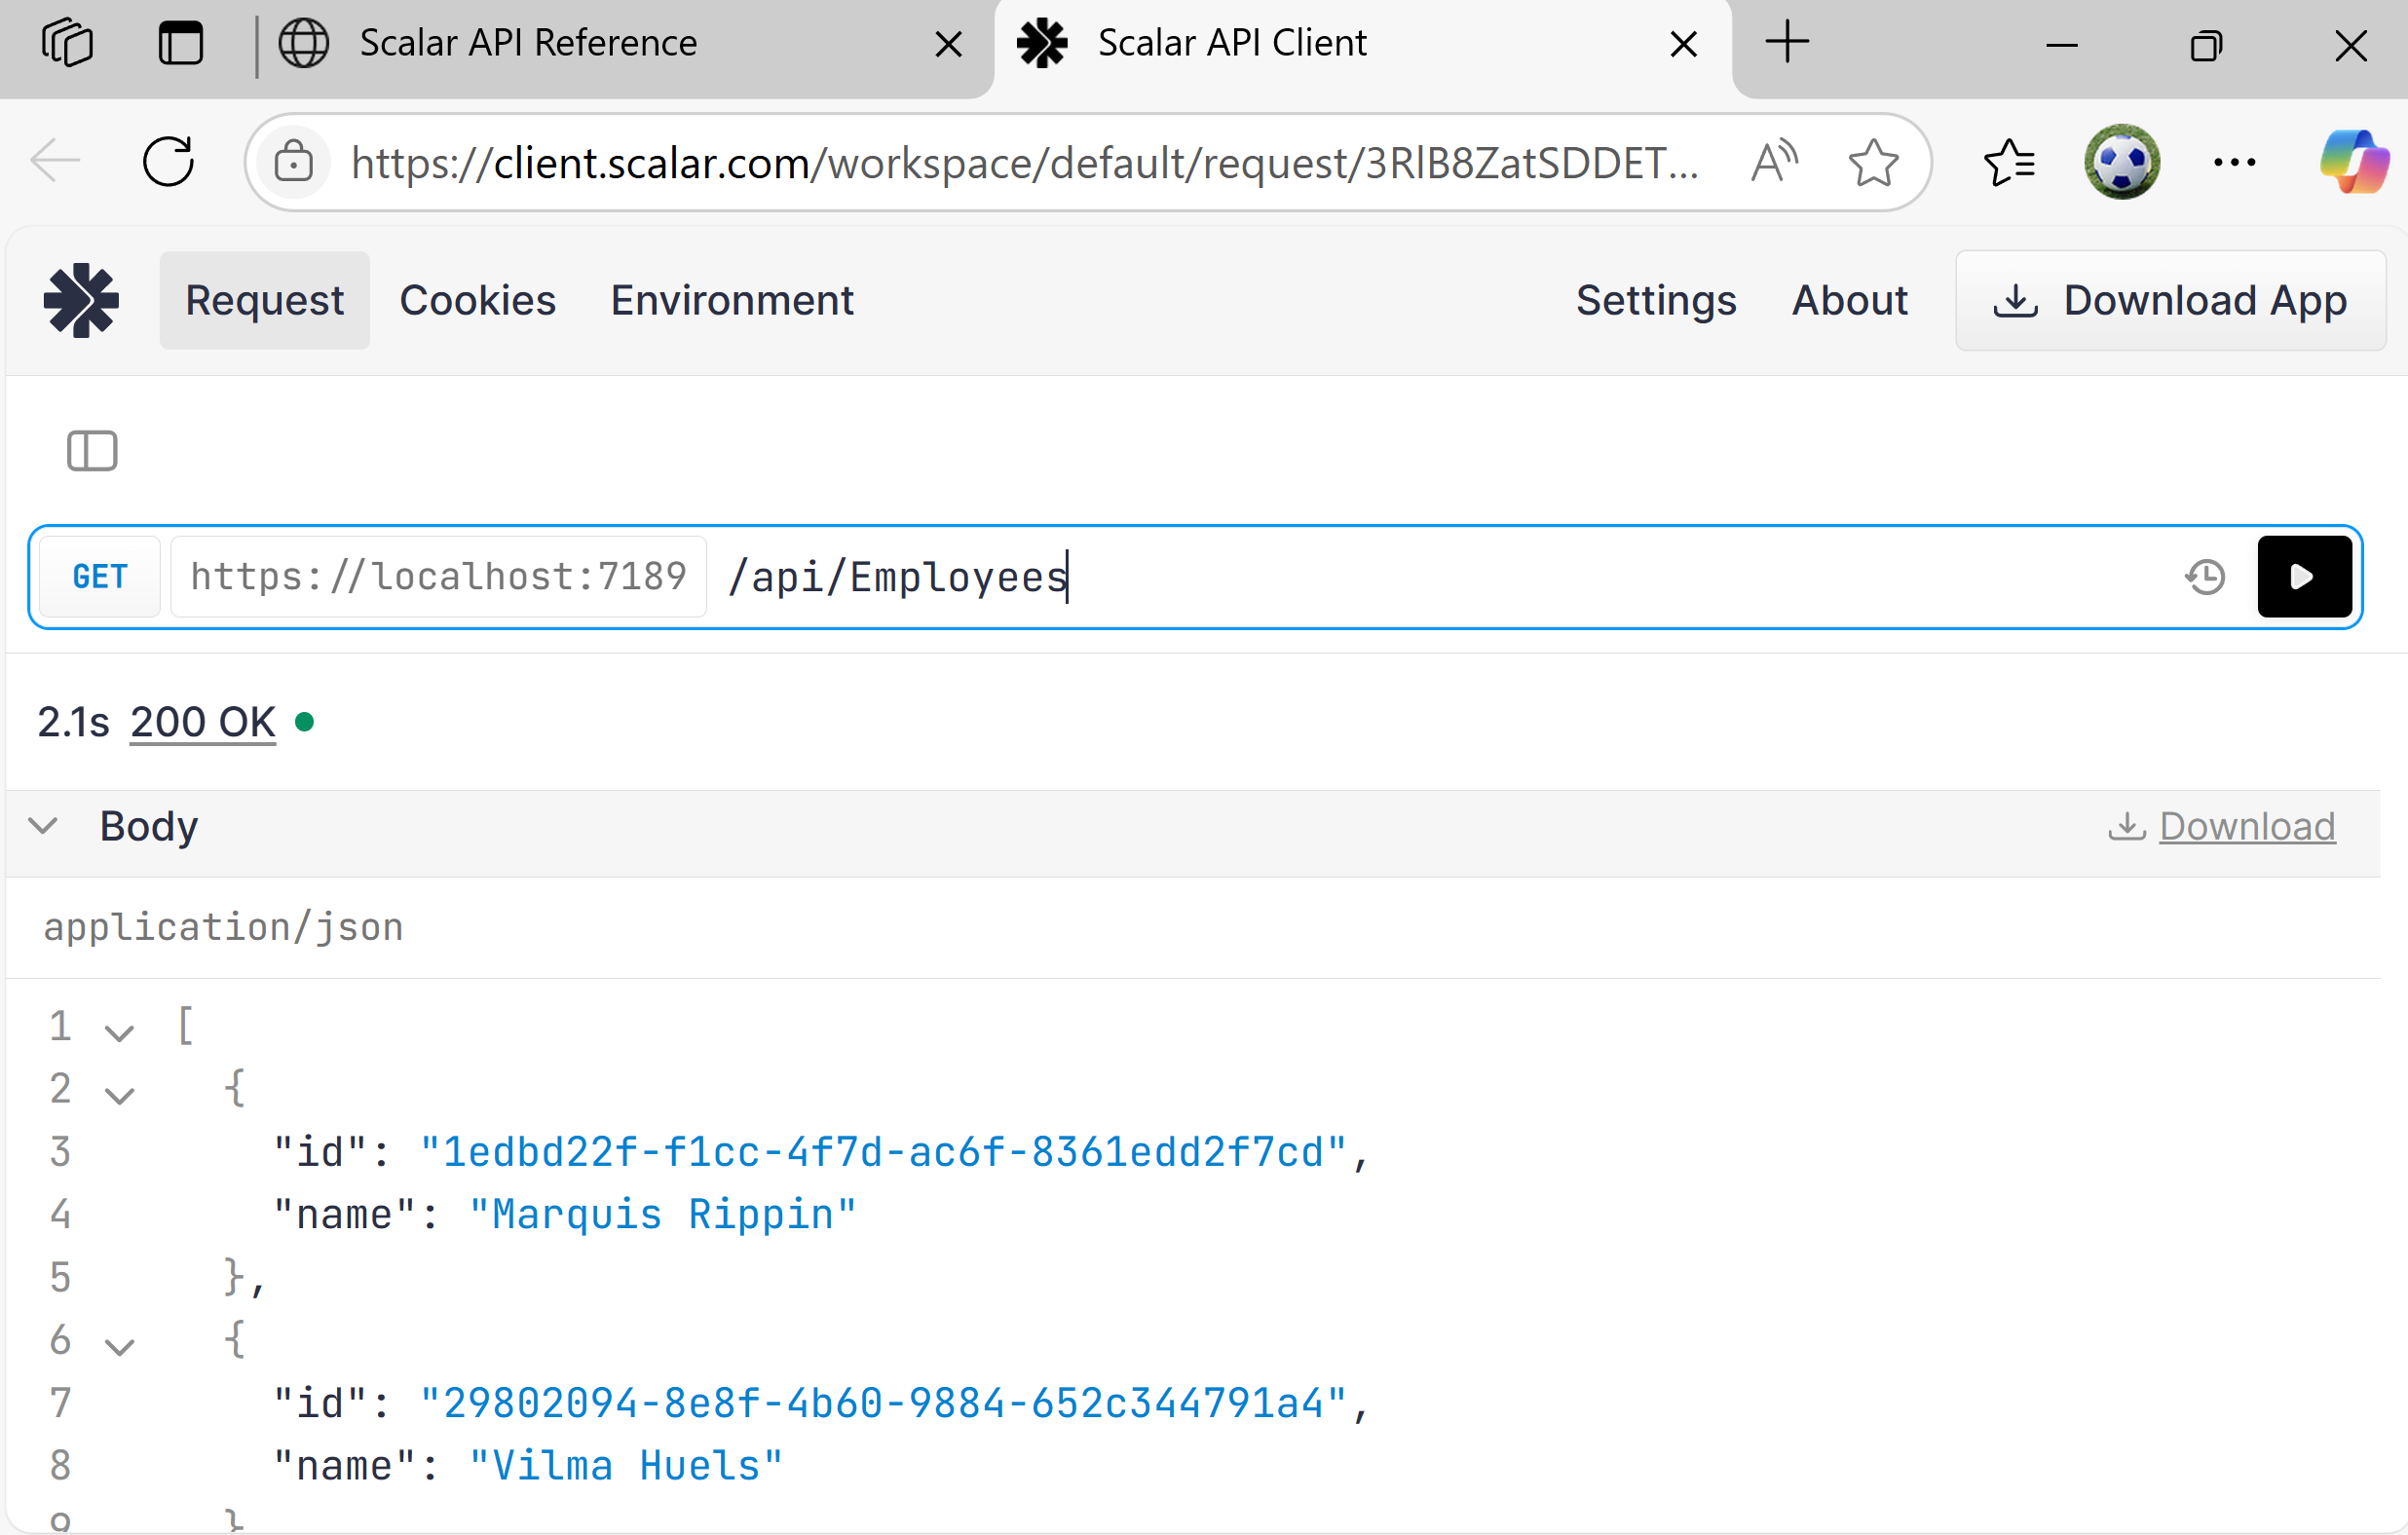 Scalar API Reference
Scalar API Client
https://client.scalar.com/workspace/default/request/3RlB8ZatSDDET...
Request Cookies Environment Settings About Download App
GET https://localhost:7189 /api/Employees
2.1s 200 OK
Body Download
application/json
1 [
2 {
3 "id": "1edbd22f-f1cc-4f7d-ac6f-8361edd2f7cd",
4 "name": "Marquis Rippin"
5 },
6 {
7 "id": "29802094-8e8f-4b60-9884-652c344791a4",
8 "name": "Vilma Huels"
9 }